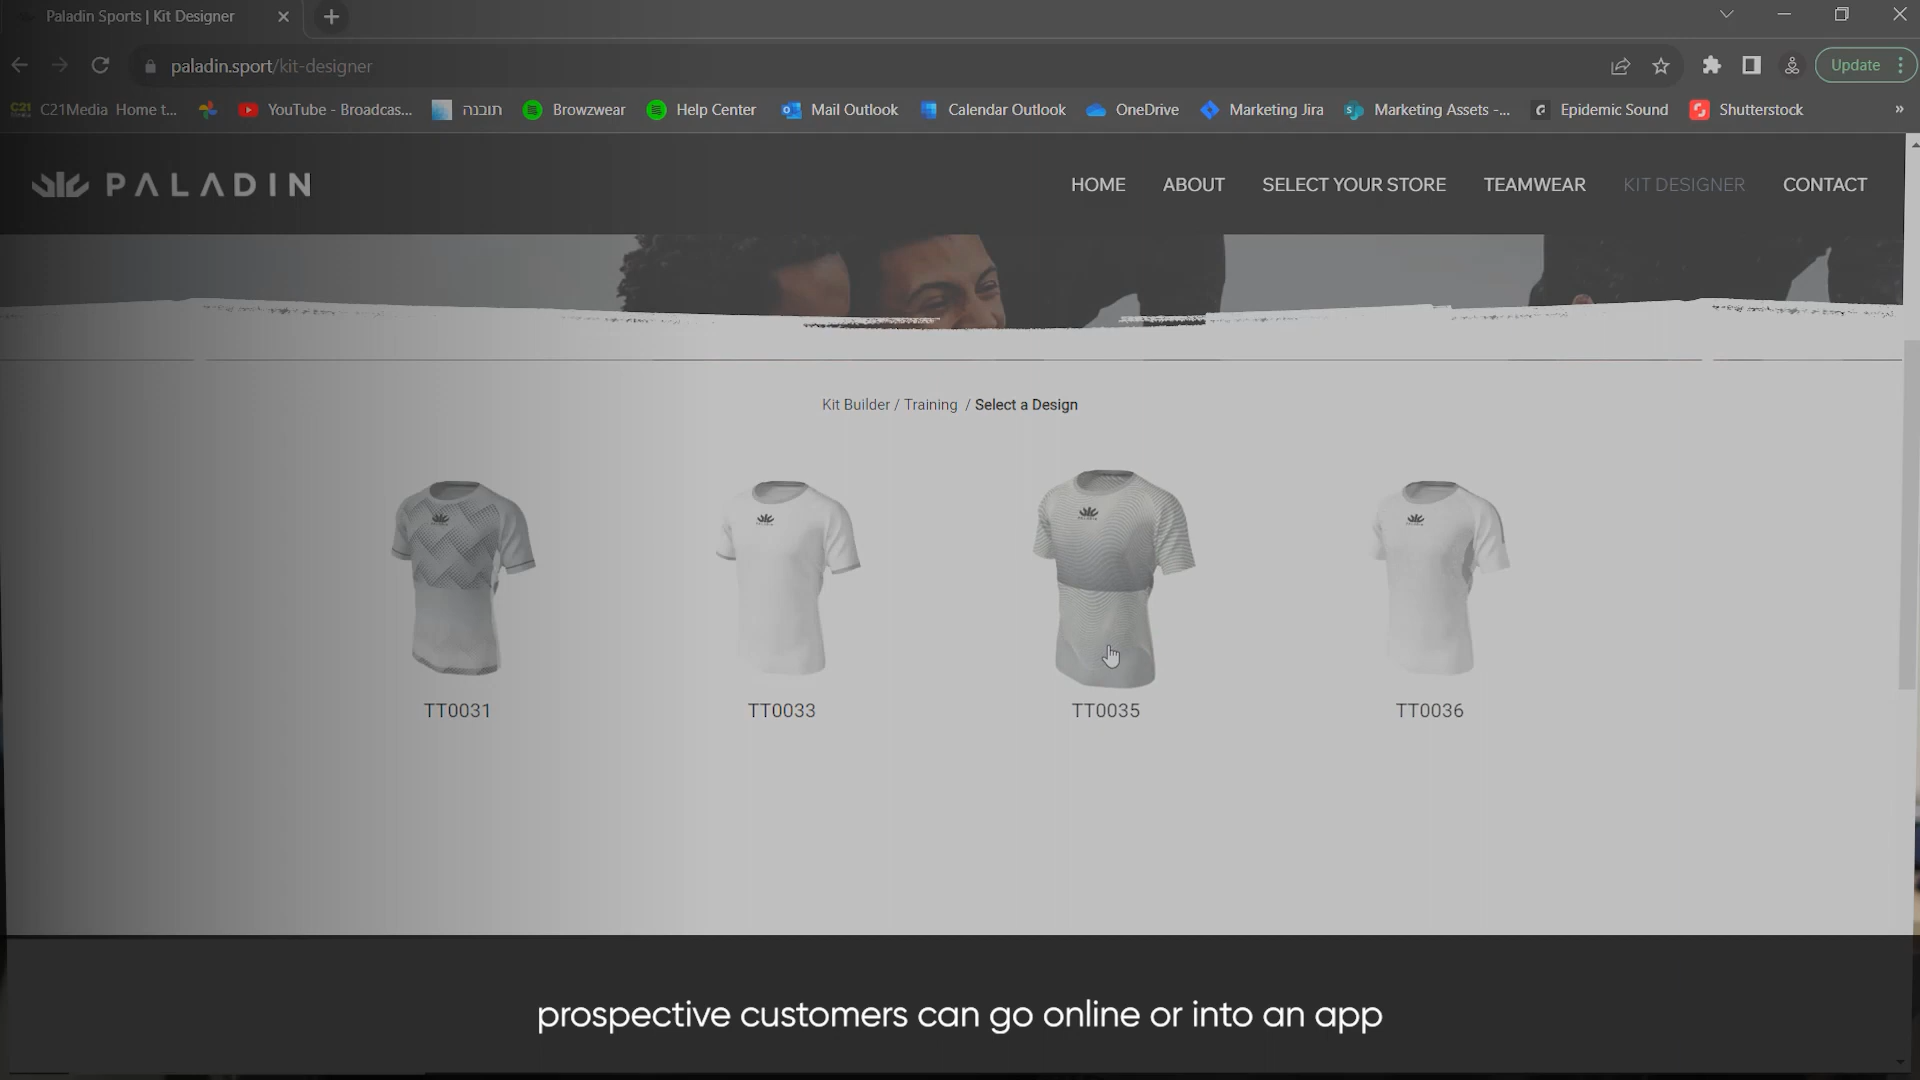 Paladin Sports | Kit Designer
paladin.sport/kit-designer
Update
C21Media Home t...
YouTube - Broadcas...
תובנה
Browzwear
Help Center
Mail Outlook
Calendar Outlook
OneDrive
Marketing Jira
Marketing Assets -...
Epidemic Sound
Shutterstock
PALADIN
HOME
ABOUT
SELECT YOUR STORE
TEAMWEAR
KIT DESIGNER
CONTACT
Kit Builder / Training / Select a Design
TT0031
TT0033
TT0035
TT0036
prospective customers can go online or into an app